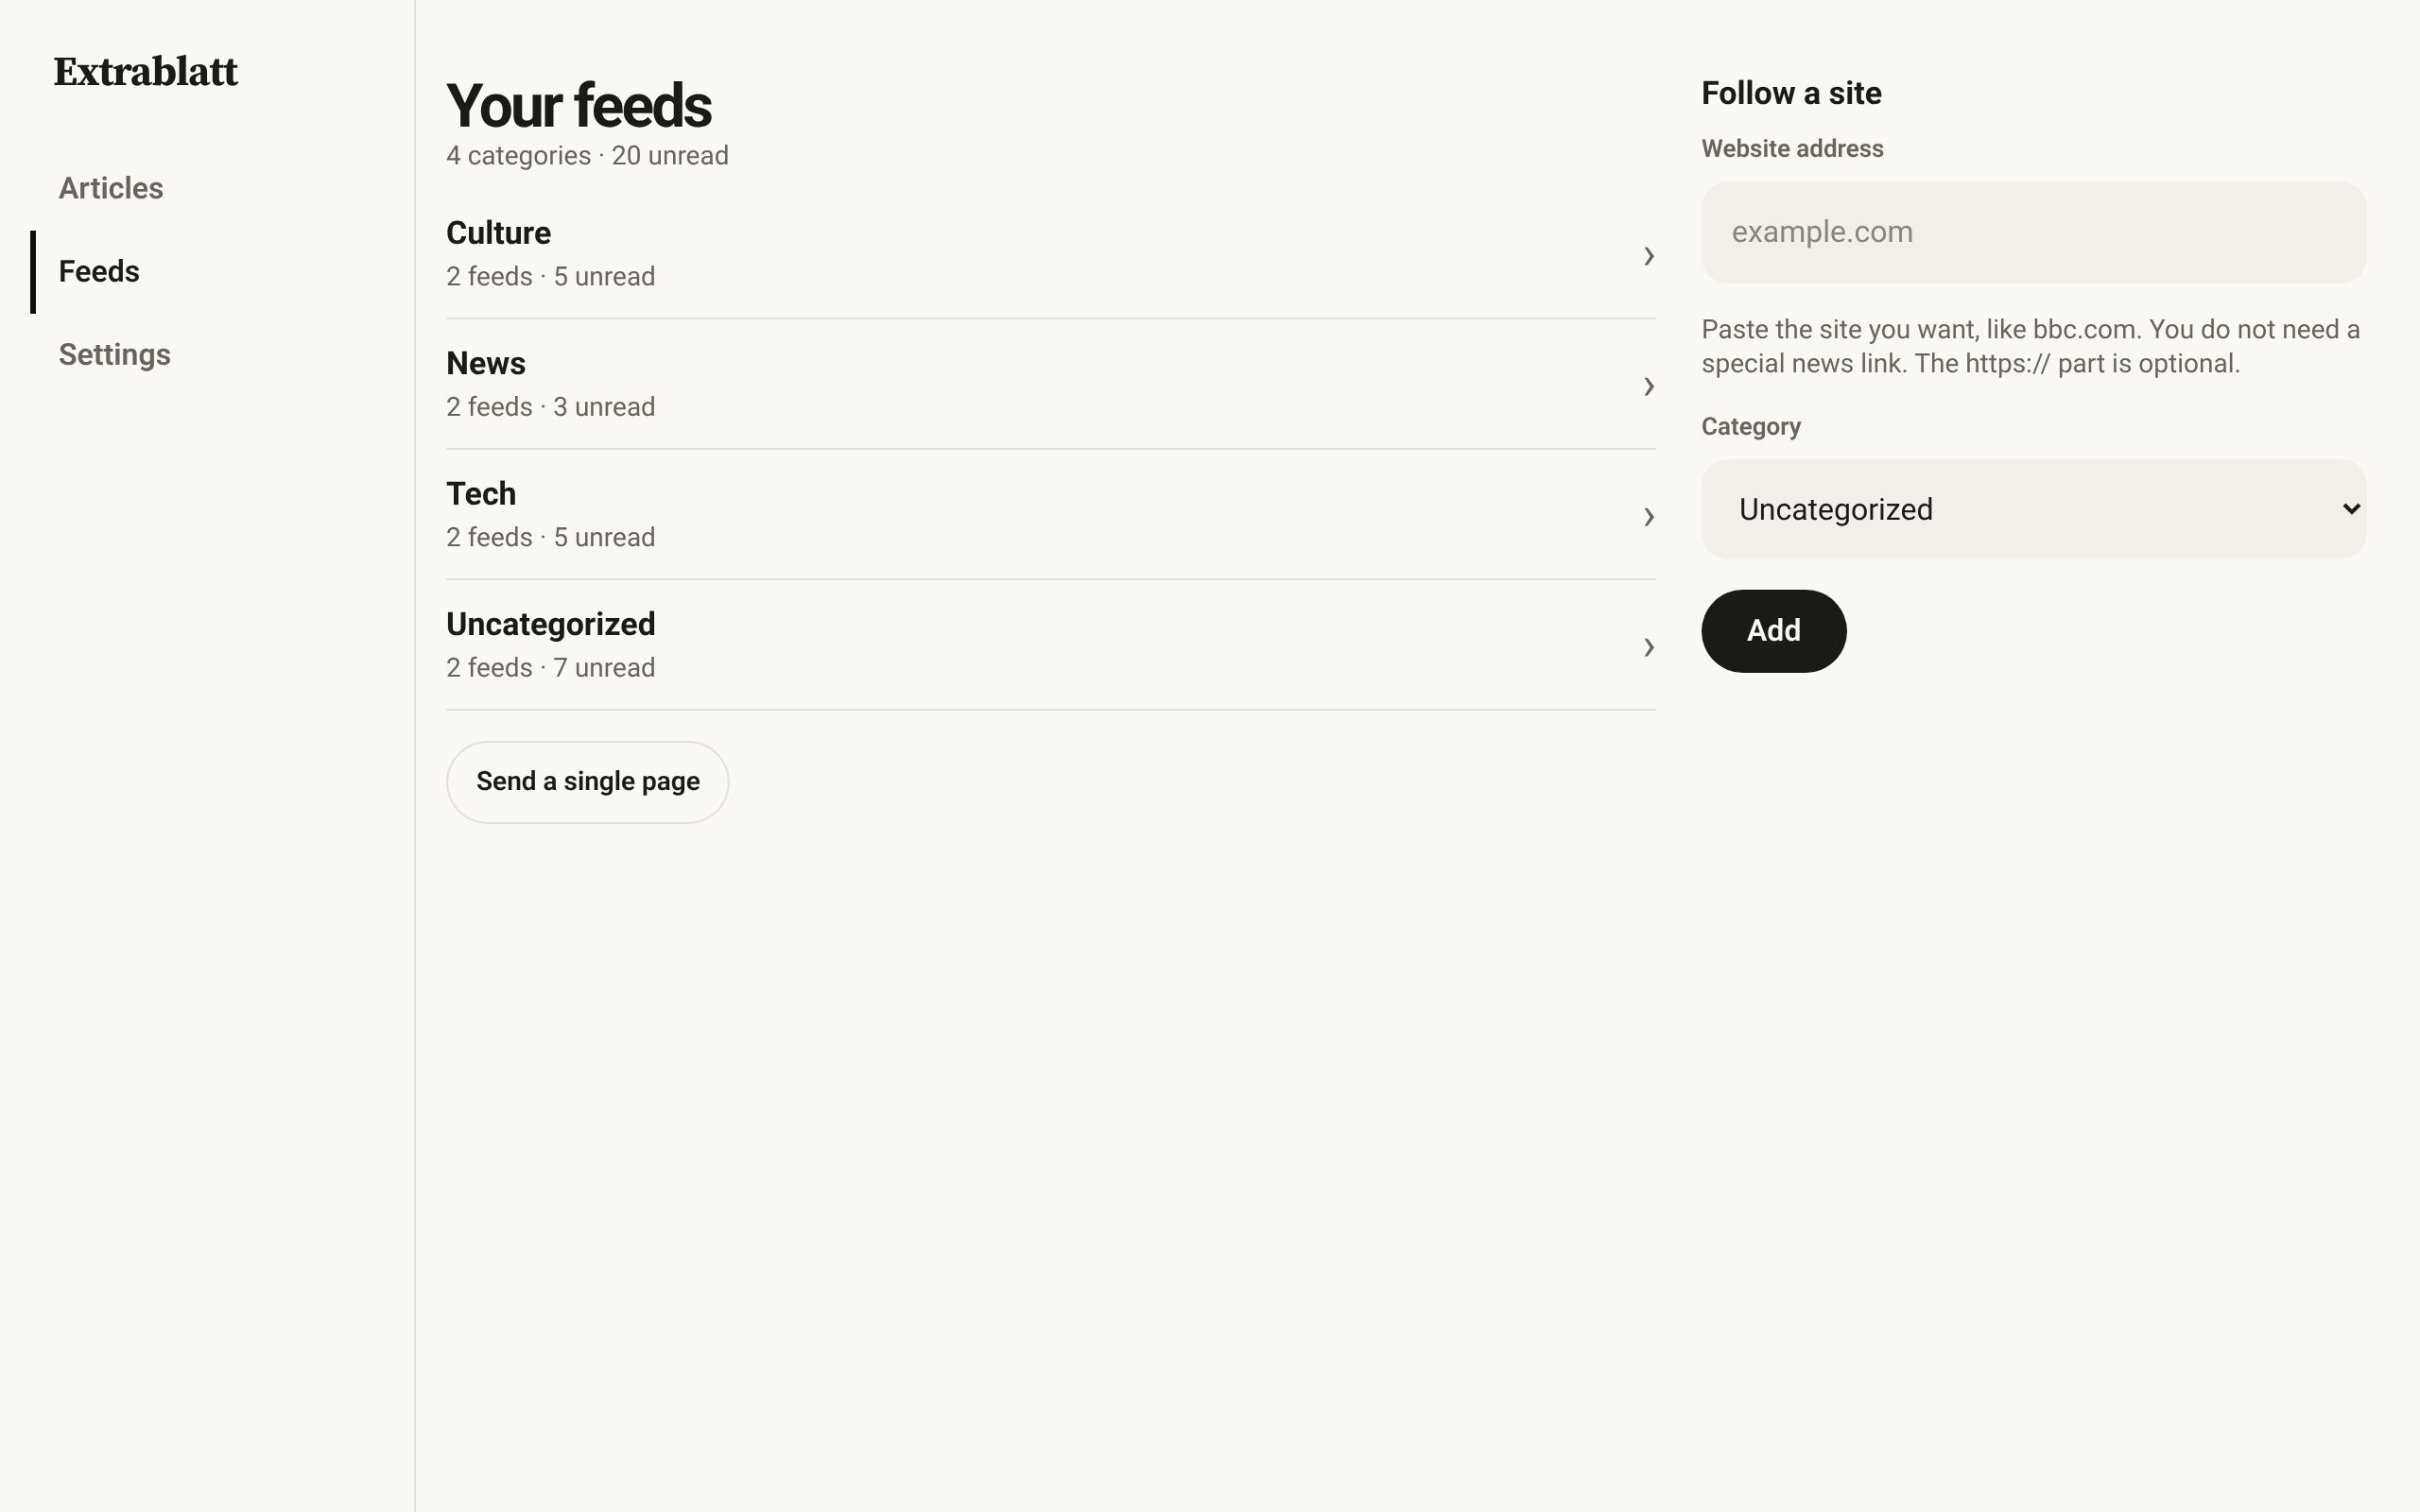 Extrablatt
Articles
Feeds
Settings
Your feeds
4 categories · 20 unread
Culture
2 feeds · 5 unread
›
News
2 feeds · 3 unread
›
Tech
2 feeds · 5 unread
›
Uncategorized
2 feeds · 7 unread
›
Send a single page
Follow a site
Website address
example.com
Paste the site you want, like bbc.com. You do not need a
special news link. The https:// part is optional.
Category
Uncategorized
Add